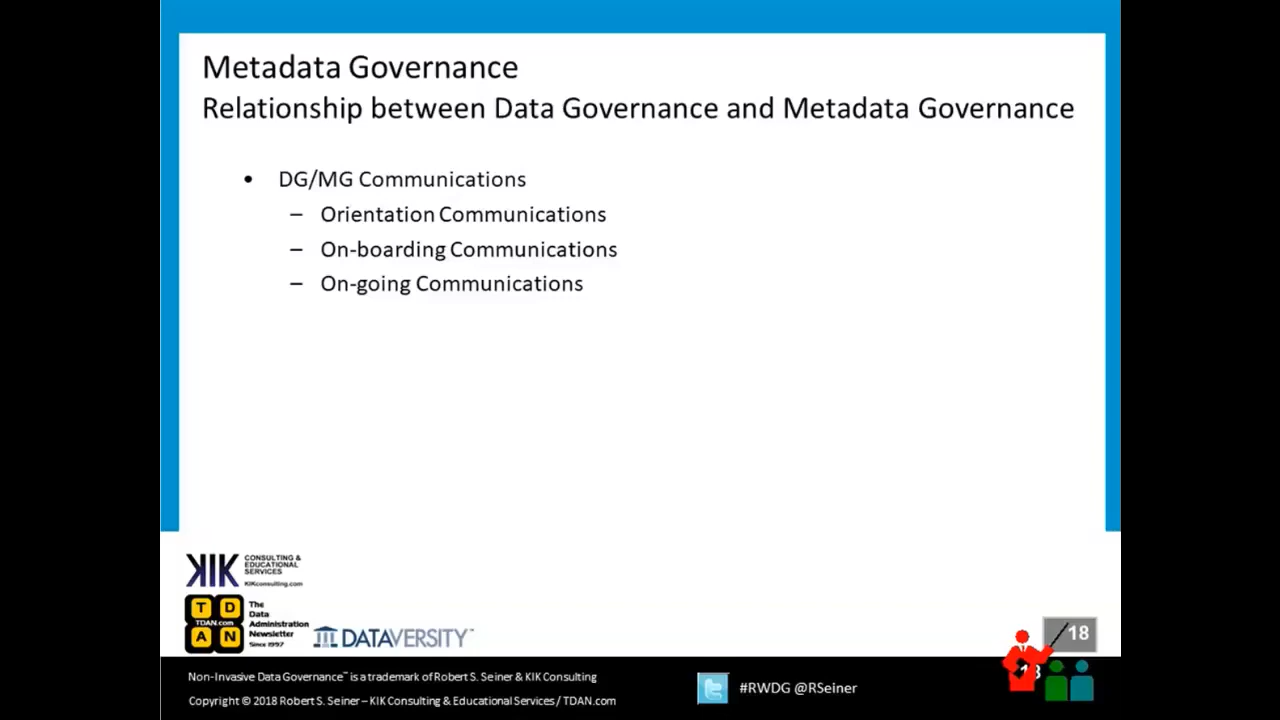 Metadata Governance
Relationship between Data Governance and Metadata Governance
• DG/MG Communications
– Orientation Communications
– On-boarding Communications
– On-going Communications
KIK
CONSULTING &
EDUCATIONAL
SERVICES
KIKconsulting.com
T D
TDAN.com
A N
The
Data
Administration
Newsletter
Since 1997
DATAVERSITY™
18
Non-Invasive Data Governance™ is a trademark of Robert S. Seiner & KIK Consulting
Copyright © 2018 Robert S. Seiner – KIK Consulting & Educational Services / TDAN.com
#RWDG @RSeiner